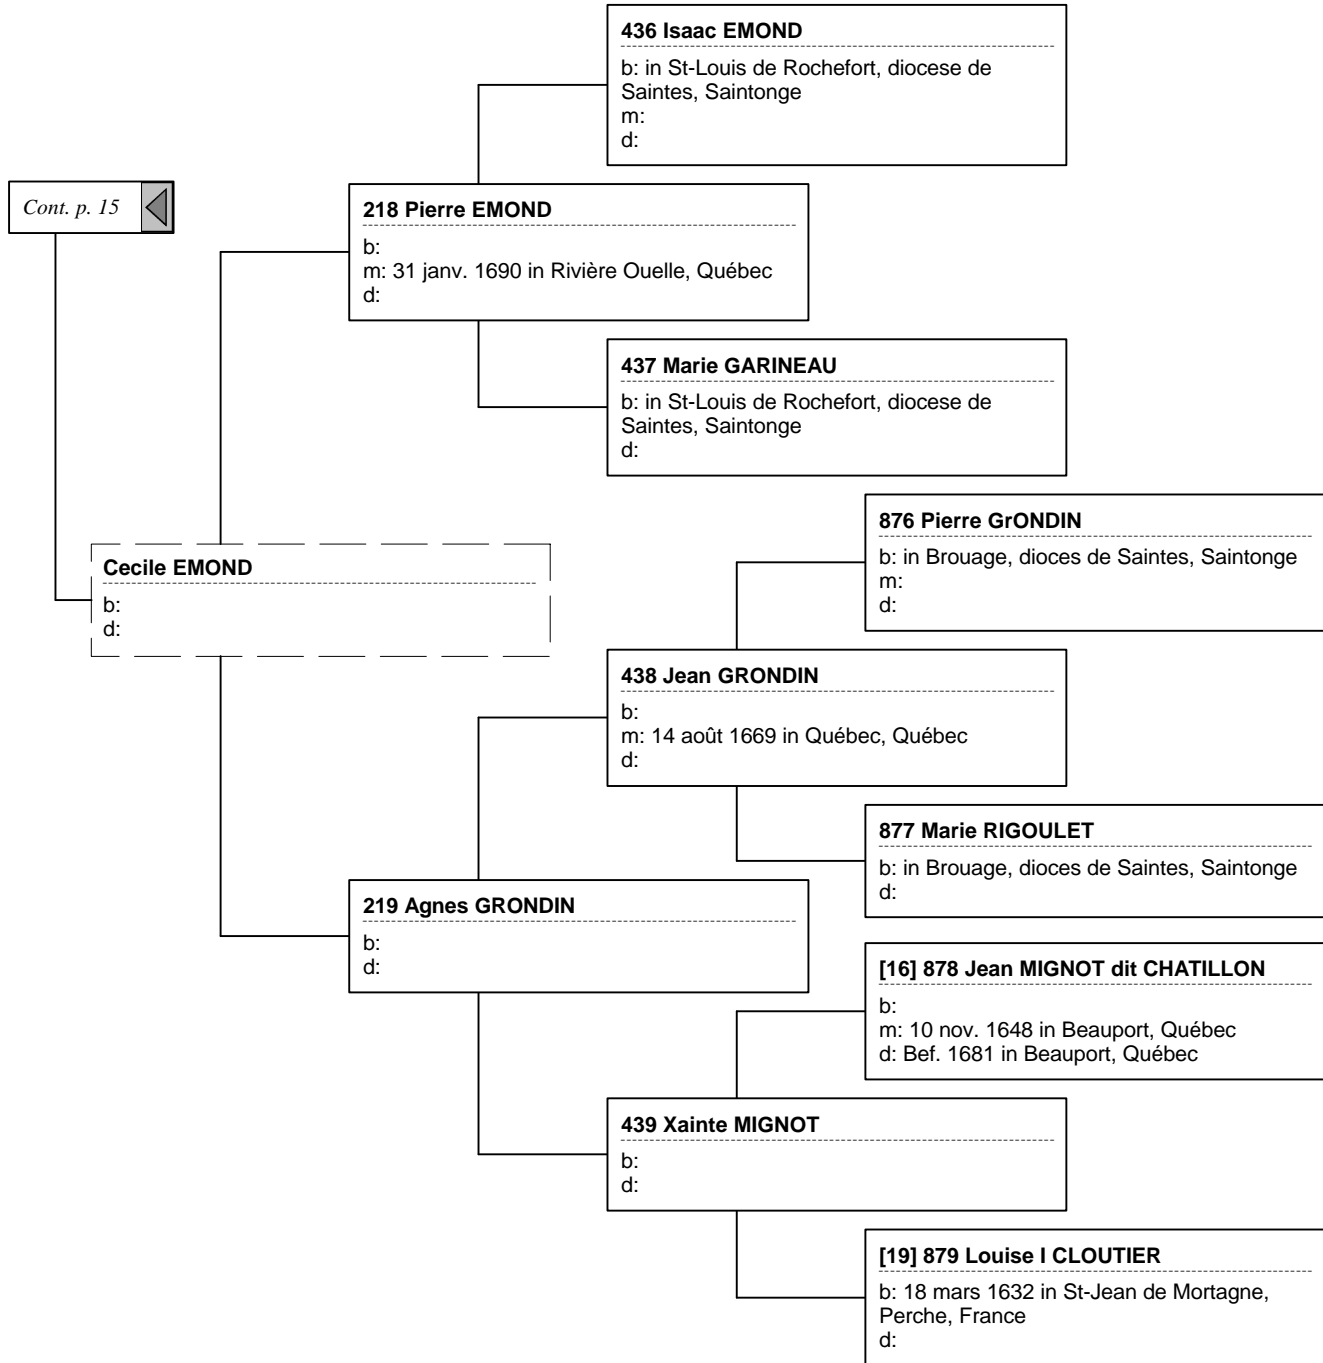 436 Isaac EMOND
b: in St-Louis de Rochefort, diocese de
Saintes, Saintonge
m:
d:
Cont. p. 15
218 Pierre EMOND
b:
m: 31 janv. 1690 in Rivière Ouelle, Québec
d:
437 Marie GARINEAU
b: in St-Louis de Rochefort, diocese de
Saintes, Saintonge
d:
876 Pierre GrONDIN
b: in Brouage, dioces de Saintes, Saintonge
m:
d:
Cecile EMOND
b:
d:
438 Jean GRONDIN
b:
m: 14 août 1669 in Québec, Québec
d:
877 Marie RIGOULET
b: in Brouage, dioces de Saintes, Saintonge
d:
219 Agnes GRONDIN
b:
d:
[16] 878 Jean MIGNOT dit CHATILLON
b:
m: 10 nov. 1648 in Beauport, Québec
d: Bef. 1681 in Beauport, Québec
439 Xainte MIGNOT
b:
d:
[19] 879 Louise I CLOUTIER
b: 18 mars 1632 in St-Jean de Mortagne,
Perche, France
d: